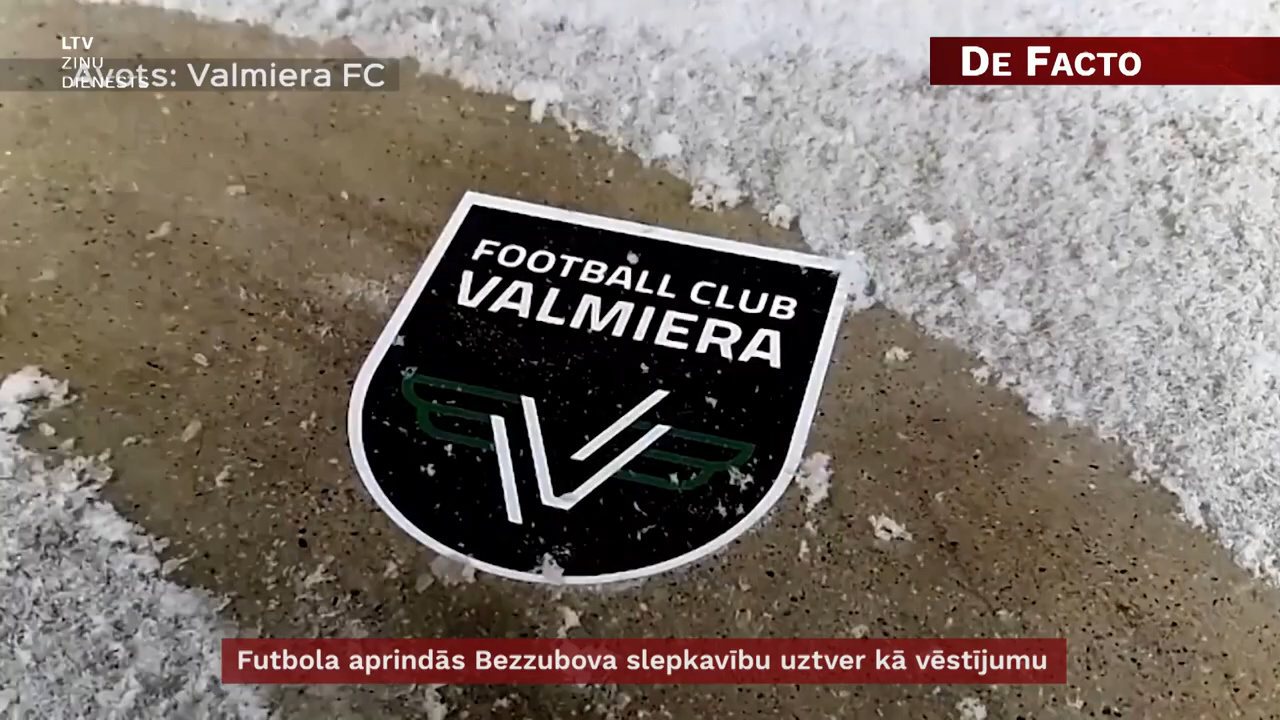 LTV
ZIŅU
DIENESTS
Avots: Valmiera FC
DE FACTO
FOOTBALL CLUB
VALMIERA
Futbola aprindās Bezzubova slepkavību uztver kā vēstījumu